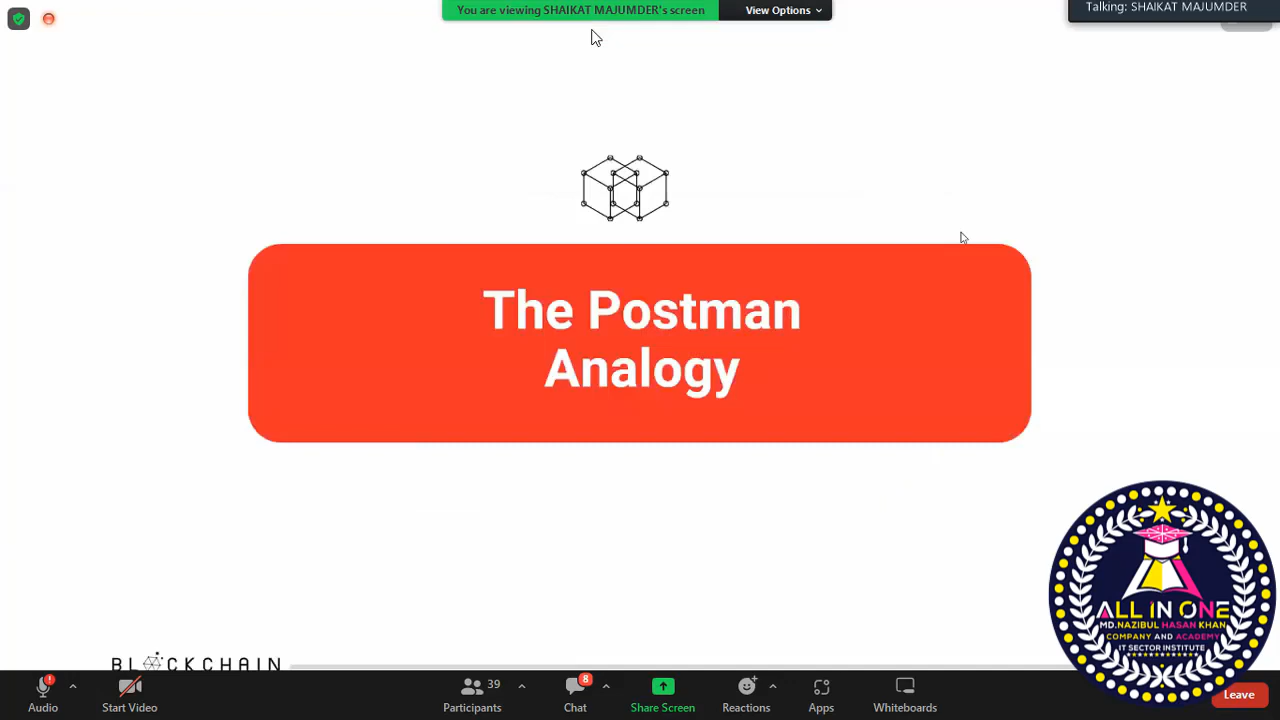 You are viewing SHAIKAT MAJUMDER's screen
View Options
Talking: SHAIKAT MAJUMDER
The Postman
Analogy
BLOCKCHAIN
ALL IN ONE
MD.NAZIBUL HASAN KHAN
COMPANY AND ACADEMY
IT SECTOR INSTITUTE
Audio
Start Video
39
Participants
8
Chat
Share Screen
Reactions
Apps
Whiteboards
Leave